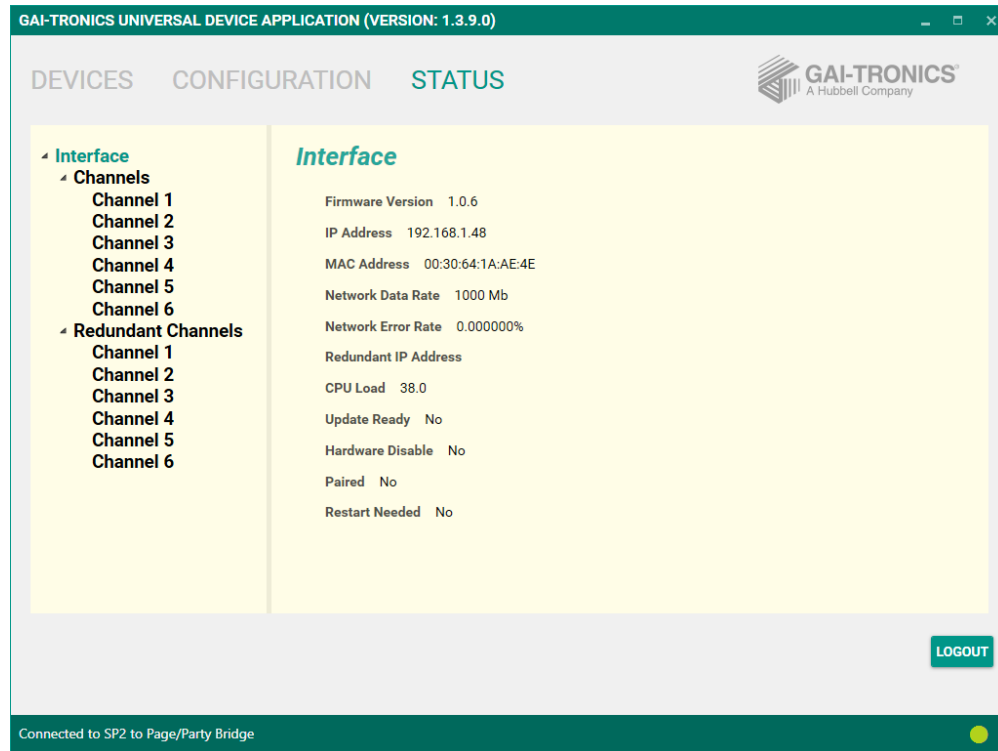 GAI-TRONICS UNIVERSAL DEVICE APPLICATION (VERSION: 1.3.9.0)
DEVICES CONFIGURATION STATUS
GAI-TRONICS®
A Hubbell Company
Interface
Channels
Channel 1
Channel 2
Channel 3
Channel 4
Channel 5
Channel 6
Redundant Channels
Channel 1
Channel 2
Channel 3
Channel 4
Channel 5
Channel 6
Interface
Firmware Version 1.0.6
IP Address 192.168.1.48
MAC Address 00:30:64:1A:AE:4E
Network Data Rate 1000 Mb
Network Error Rate 0.000000%
Redundant IP Address
CPU Load 38.0
Update Ready No
Hardware Disable No
Paired No
Restart Needed No
LOGOUT
Connected to SP2 to Page/Party Bridge